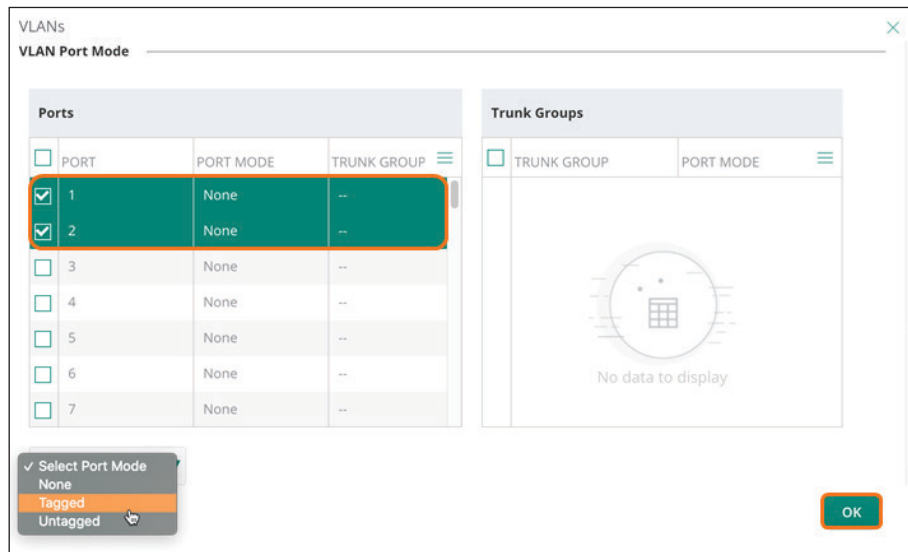 VLANs
VLAN Port Mode
Ports
PORT PORT MODE TRUNK GROUP
1 None --
2 None --
3 None --
4 None --
5 None --
6 None --
7 None --
Trunk Groups
TRUNK GROUP PORT MODE
No data to display
✓ Select Port Mode
None
Tagged
Untagged
OK